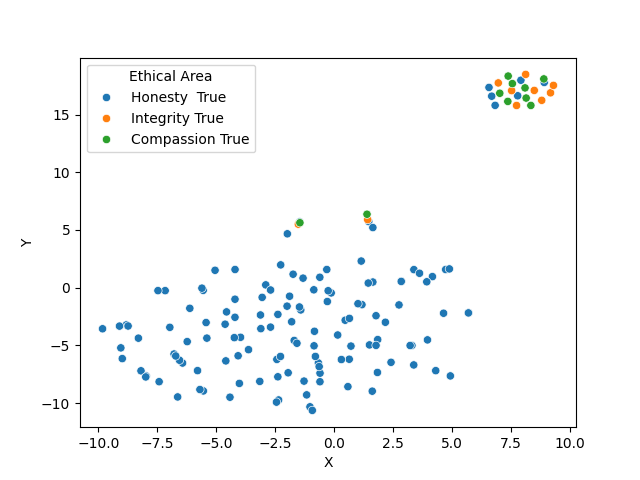 Ethical Area
Honesty  True
Integrity True
Compassion True
15
10
5
0
−5
−10
Y
−10.0 −7.5 −5.0 −2.5 0.0 2.5 5.0 7.5 10.0
X